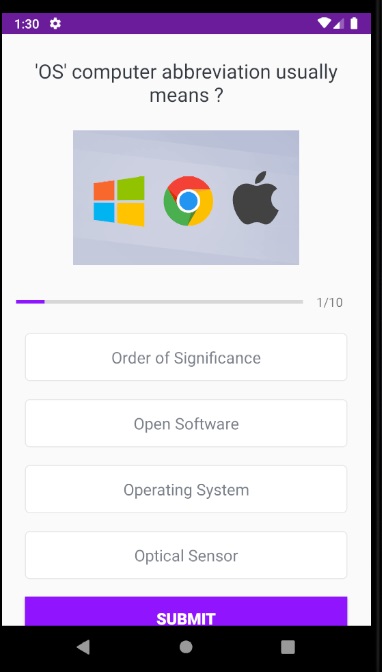 1:30
'OS' computer abbreviation usually
means ?
1/10
Order of Significance
Open Software
Operating System
Optical Sensor
SUBMIT